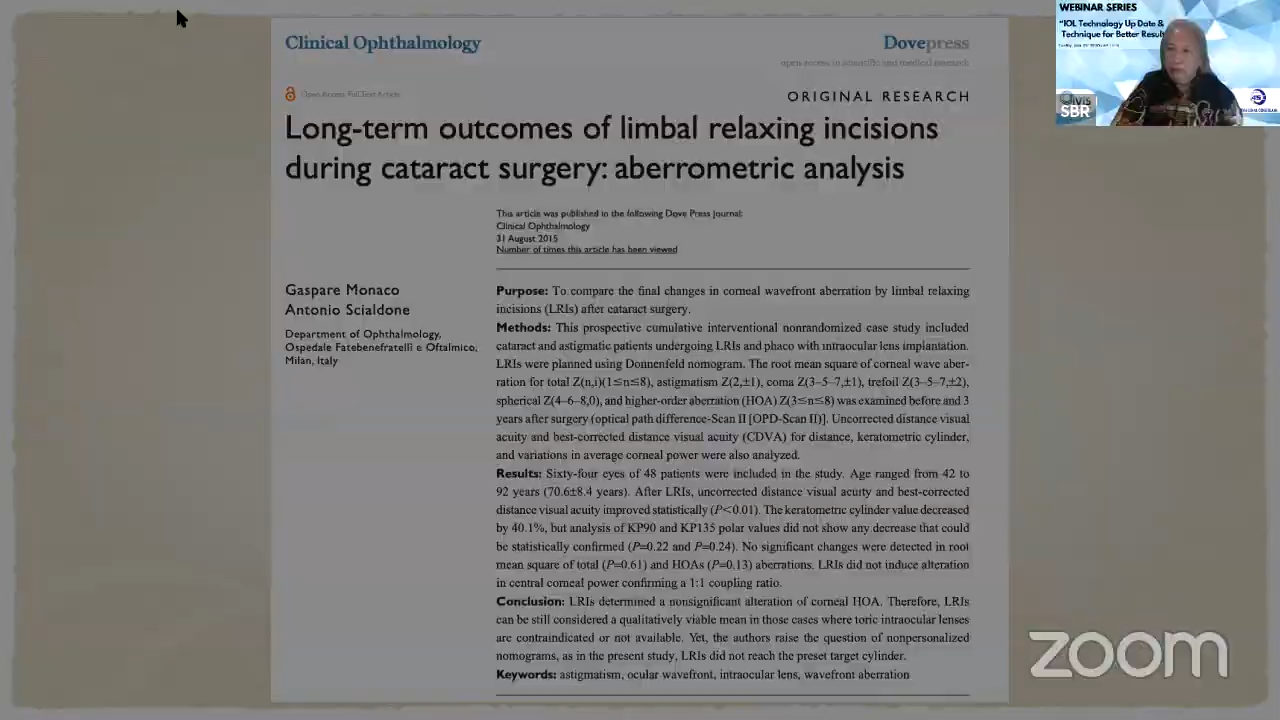 WEBINAR SERIES
"IOL Technology Up Date &
Technique for Better Result
SBR
Clinical Ophthalmology
Dovepress
open access to scientific and medical research
Open Access Full Text Article
ORIGINAL RESEARCH
Long-term outcomes of limbal relaxing incisions
during cataract surgery: aberrometric analysis
This article was published in the following Dove Press journal:
Clinical Ophthalmology
31 August 2015
Number of times this article has been viewed
Gaspare Monaco
Antonio Scialdone
Department of Ophthalmology,
Ospedale Fatebenefratelli e Oftalmico,
Milan, Italy
Purpose: To compare the final changes in corneal wavefront aberration by limbal relaxing
incisions (LRIs) after cataract surgery.
Methods: This prospective cumulative interventional nonrandomized case study included
cataract and astigmatic patients undergoing LRIs and phaco with intraocular lens implantation.
LRIs were planned using Donnenfeld nomogram. The root mean square of corneal wave aber-
ration for total Z(n,i)(1≤n≤8), astigmatism Z(2,±1), coma Z(3–5–7,±1), trefoil Z(3–5–7,±2),
spherical Z(4–6–8,0), and higher-order aberration (HOA) Z(3≤n≤8) was examined before and 3
years after surgery (optical path difference-Scan II [OPD-Scan II)]. Uncorrected distance visual
acuity and best-corrected distance visual acuity (CDVA) for distance, keratometric cylinder,
and variations in average corneal power were also analyzed.
Results: Sixty-four eyes of 48 patients were included in the study. Age ranged from 42 to
92 years (70.6±8.4 years). After LRIs, uncorrected distance visual acuity and best-corrected
distance visual acuity improved statistically (P<0.01). The keratometric cylinder value decreased
by 40.1%, but analysis of KP90 and KP135 polar values did not show any decrease that could
be statistically confirmed (P=0.22 and P=0.24). No significant changes were detected in root
mean square of total (P=0.61) and HOAs (P=0.13) aberrations. LRIs did not induce alteration
in central corneal power confirming a 1:1 coupling ratio.
Conclusion: LRIs determined a nonsignificant alteration of corneal HOA. Therefore, LRIs
can be still considered a qualitatively viable mean in those cases where toric intraocular lenses
are contraindicated or not available. Yet, the authors raise the question of nonpersonalized
nomograms, as in the present study, LRIs did not reach the preset target cylinder.
Keywords: astigmatism, ocular wavefront, intraocular lens, wavefront aberration
zoom